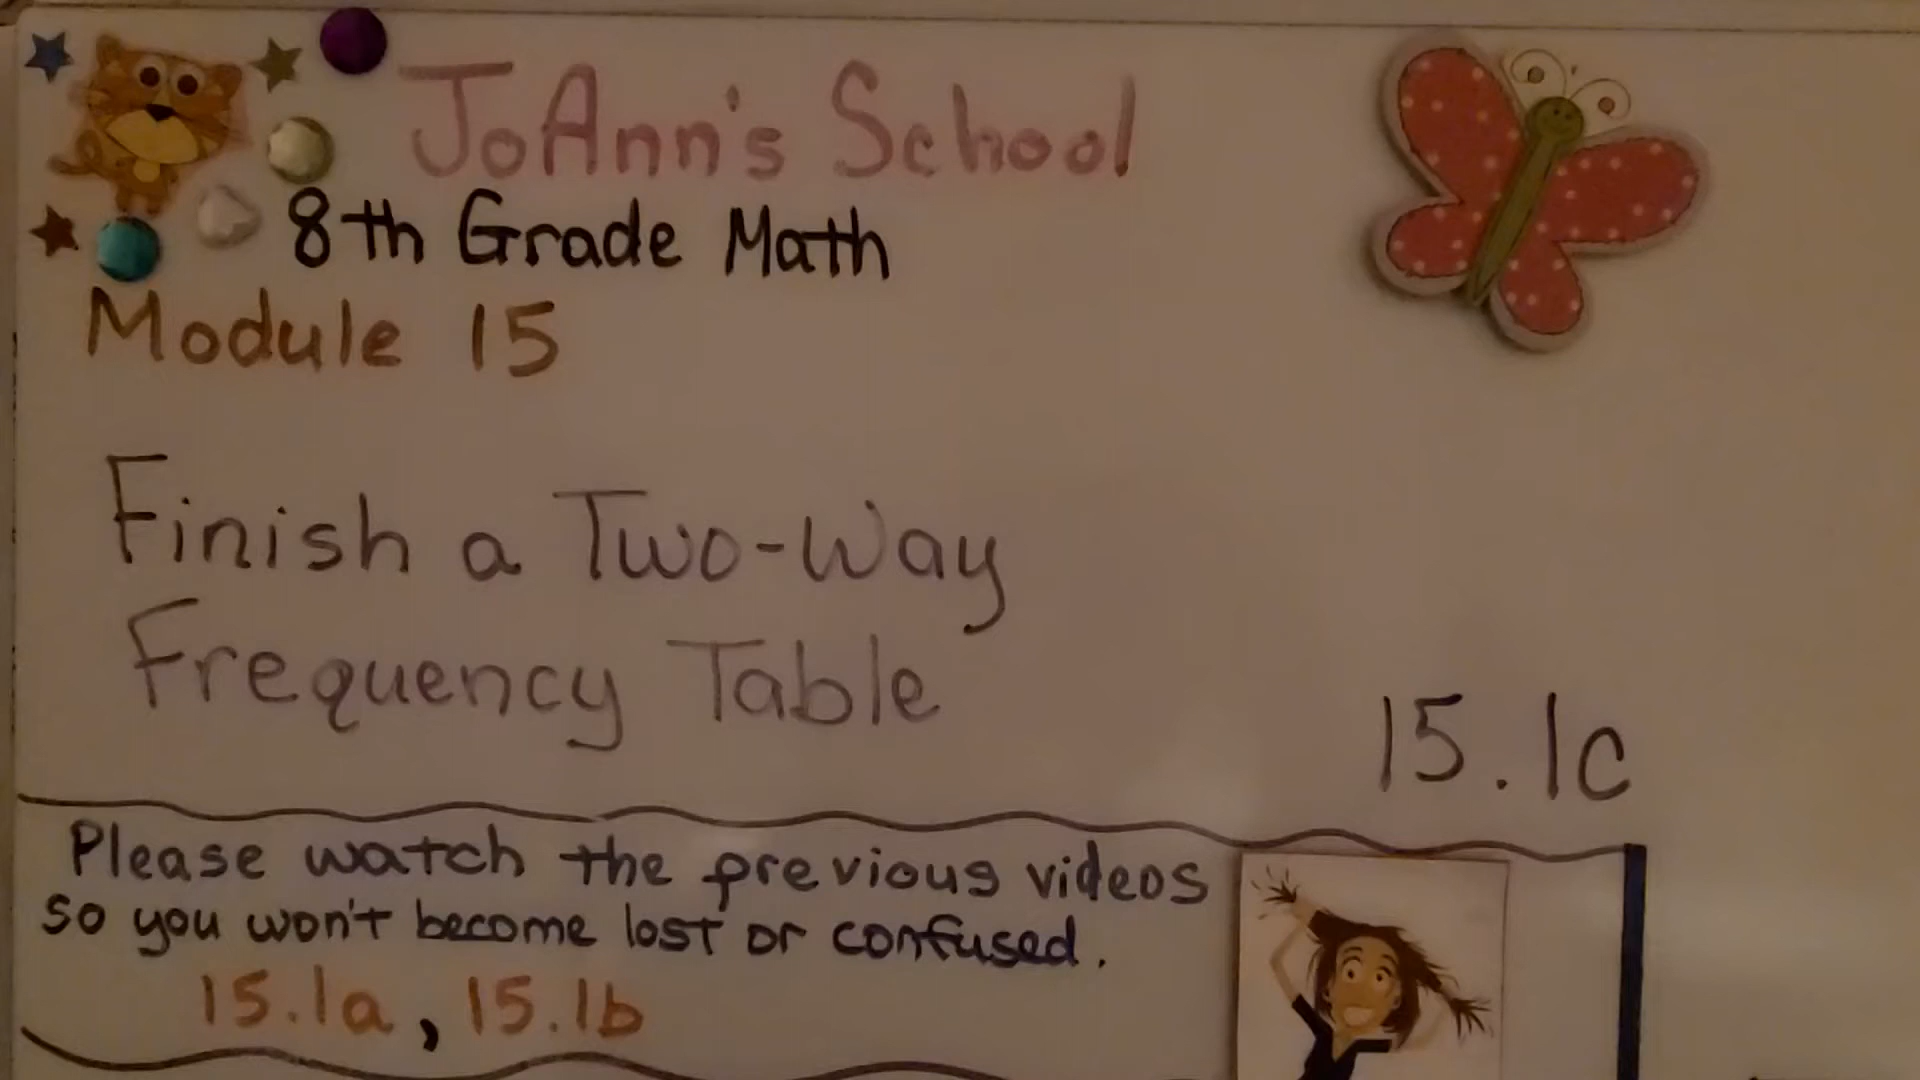 JoAnn's School
8th Grade Math
Module 15
Finish a Two-Way
Frequency Table
15.1c
Please watch the previous videos
so you won't become lost or confused.
15.1a, 15.1b